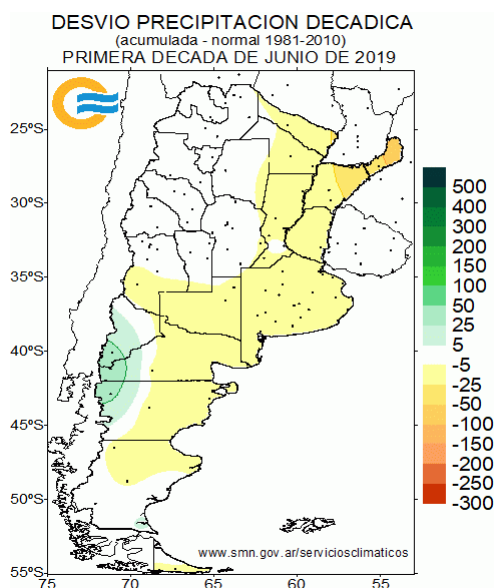 DESVIO PRECIPITACION DECADICA
(acumulada - normal 1981-2010)
PRIMERA DECADA DE JUNIO DE 2019
25ºS
30ºS
35ºS
40ºS
45ºS
50ºS
55ºS
75
70
65
60
55
500
400
300
200
150
100
50
25
5
-5
-25
-50
-100
-150
-200
-250
-300
www.smn.gov.ar/serviciosclimaticos